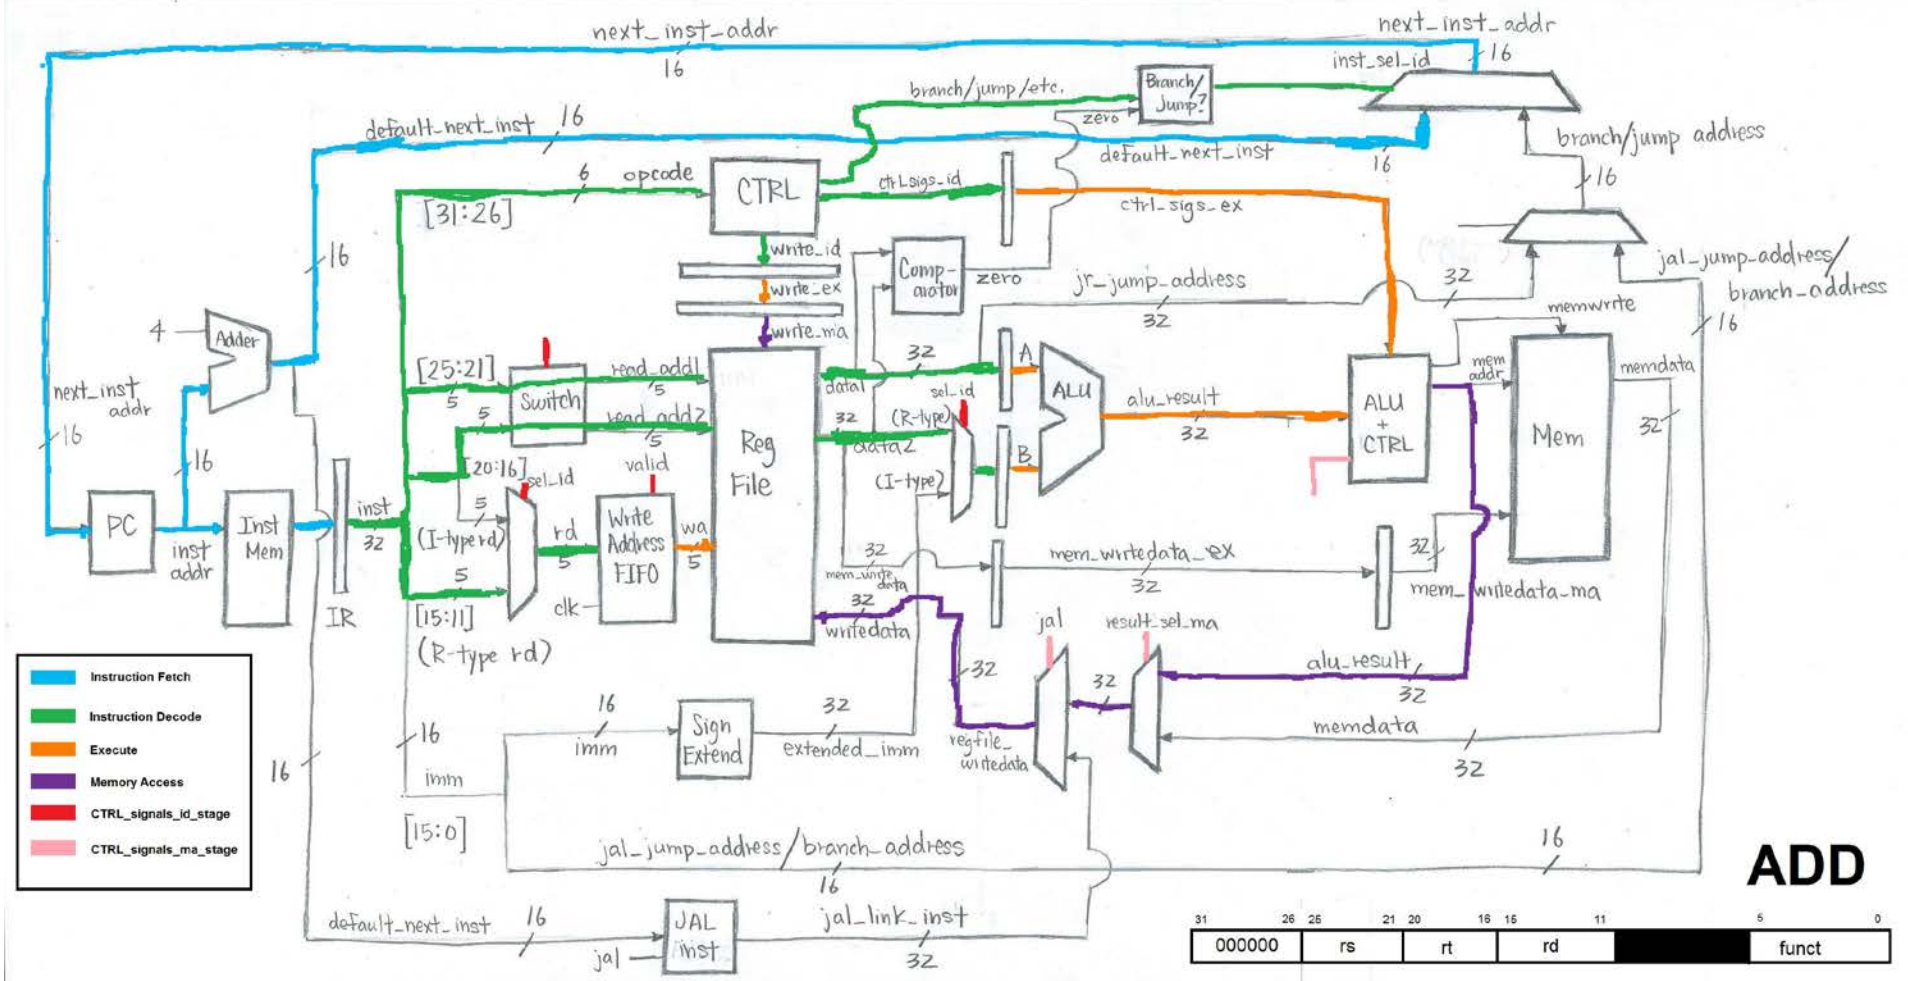 next_inst_addr
16
next_inst_addr
16
inst_sel_id
Branch/
Jump?
branch/jump/etc.
zero
default_next_inst
16
default_next_inst
16
branch/jump address
16
6
opcode
[31:26]
CTRL
ctrlsigs_id
ctrl_sigs_ex
write_id
write_ex
write_ma
Comp-
arator
zero
jr_jump_address
32
32
jal_jump_address/
branch_address
16
16
4
Adder
memwrite
[25:21]
5
Switch
read_add1
5
5
read_add2
5
data1
32
sel_id
A
ALU
alu_result
32
ALU
+
CTRL
mem
addr
Mem
memdata
32
next_inst
addr
16
16
[20:16]
sel_id
valid
Reg
File
32
(R-type)
data2
(I-type)
B
PC
inst
addr
Inst
Mem
IR
inst
32
5
(I-type rd)
5
[15:11]
(R-type rd)
rd
5
Write
Address
FIFO
clk
wa
5
32
mem_write
data
mem_writedata_ex
32
32
mem_writedata_ma
32
writedata
32
jal
result_sel_ma
32
alu_result
32
memdata
32
regfile_
writedata
16
imm
[15:0]
16
imm
Sign
Extend
32
extended_imm
16
jal_jump_address/branch_address
16
16
default_next_inst
16
jal
JAL
inst
jal_link_inst
32
Instruction Fetch
Instruction Decode
Execute
Memory Access
CTRL_signals_id_stage
CTRL_signals_ma_stage
ADD
31 26 25 21 20 16 15 11 5 0
000000 rs rt rd funct